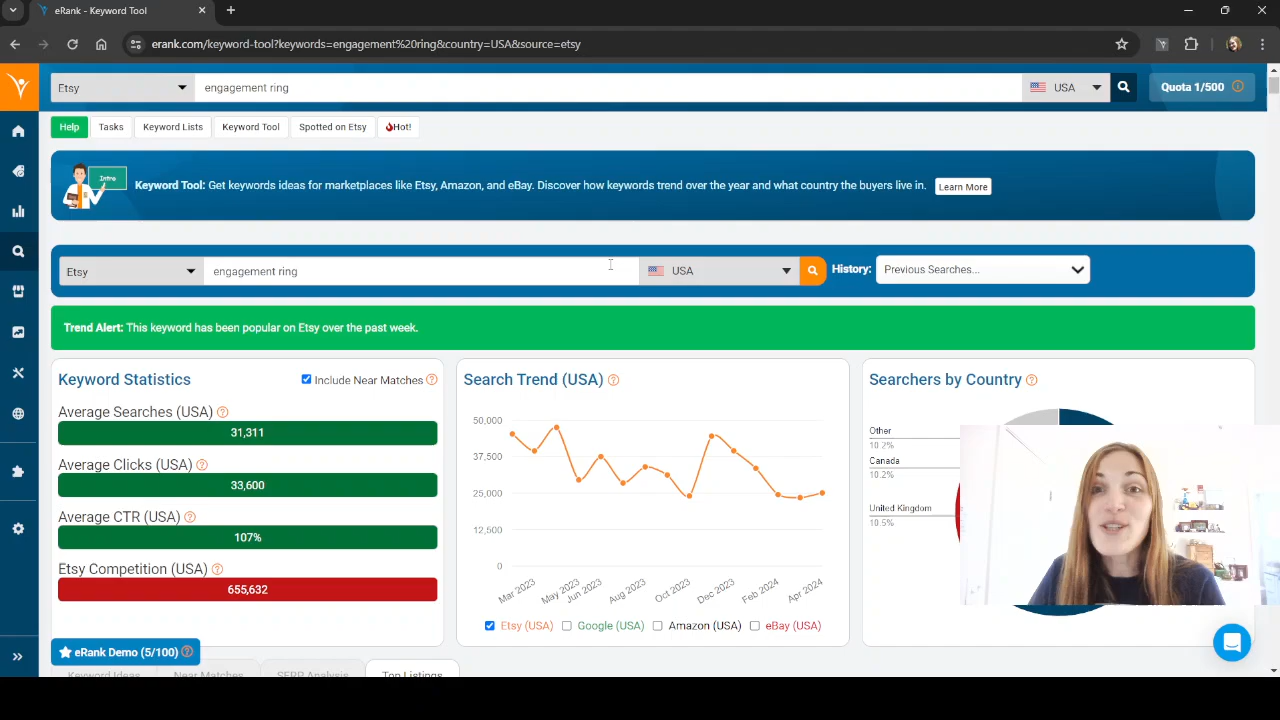 eRank - Keyword Tool
erank.com/keyword-tool?keywords=engagement%20ring&country=USA&source=etsy
Etsy
engagement ring
USA
Quota 1/500
Help
Tasks
Keyword Lists
Keyword Tool
Spotted on Etsy
Hot!
Intro
Keyword Tool: Get keywords ideas for marketplaces like Etsy, Amazon, and eBay. Discover how keywords trend over the year and what country the buyers live in.
Learn More
Etsy
engagement ring
USA
History:
Previous Searches...
Trend Alert: This keyword has been popular on Etsy over the past week.
Keyword Statistics
Include Near Matches
Average Searches (USA)
31,311
Average Clicks (USA)
33,600
Average CTR (USA)
107%
Etsy Competition (USA)
655,632
Search Trend (USA)
50,000
37,500
25,000
12,500
0
Mar 2023
May 2023
Jun 2023
Aug 2023
Oct 2023
Dec 2023
Feb 2024
Apr 2024
Etsy (USA)
Google (USA)
Amazon (USA)
eBay (USA)
Searchers by Country
Other
10.2%
Canada
10.2%
United Kingdom
10.5%
eRank Demo (5/100)
Keyword Ideas
Near Matches
SERP Analysis
Top Listings